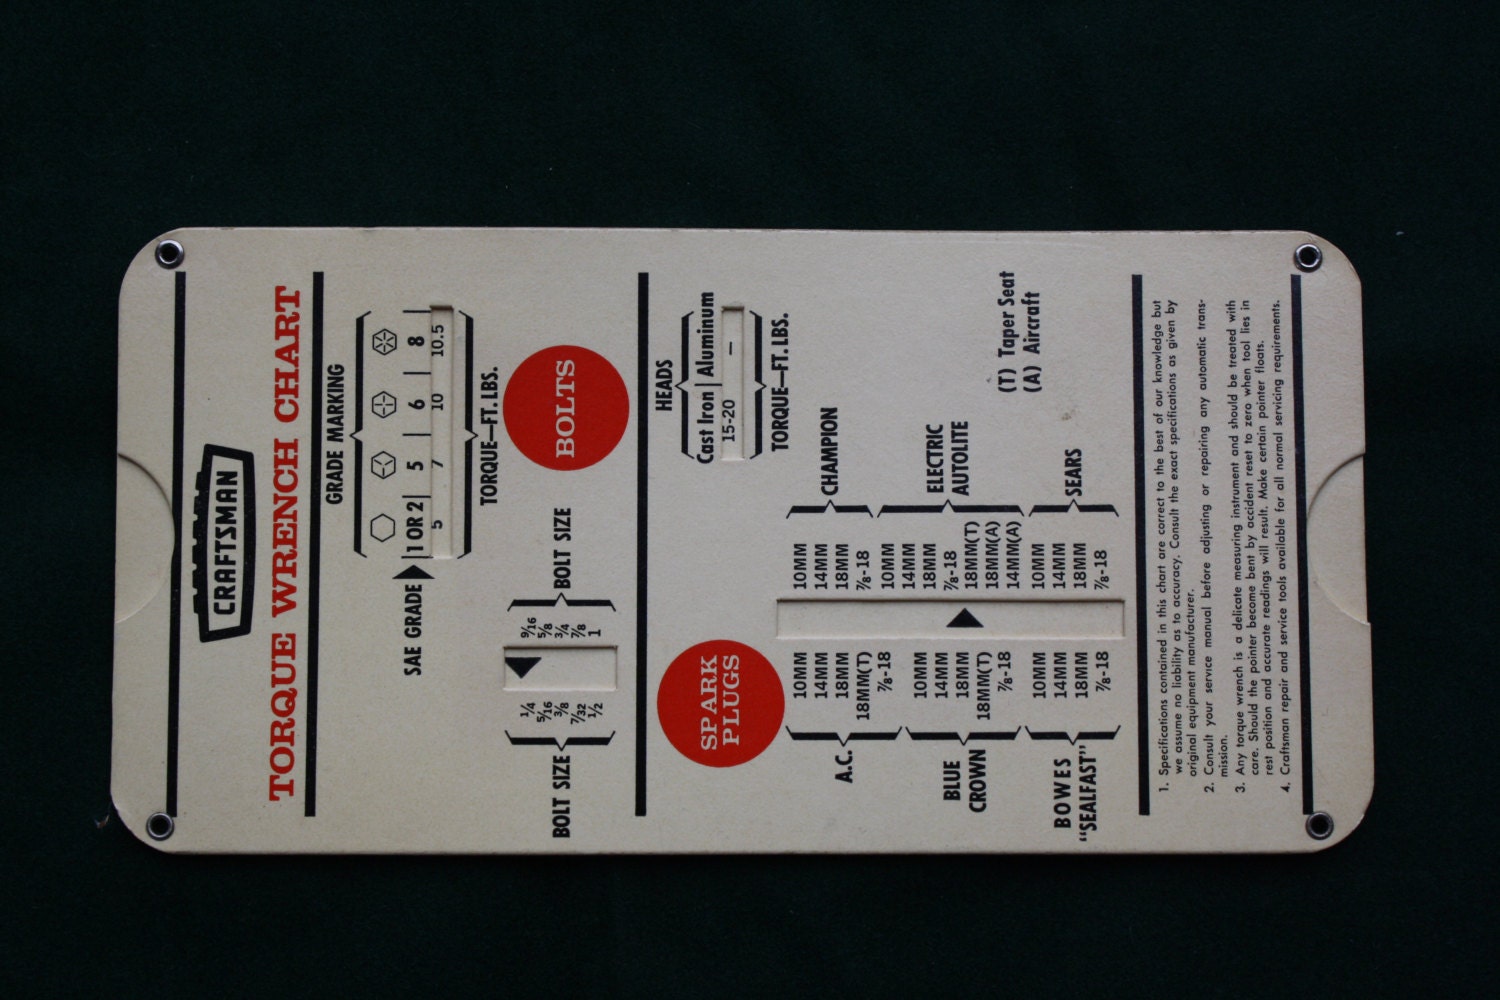 CRAFTSMAN
TORQUE WRENCH CHART
GRADE MARKING
SAE GRADE 1 OR 2 5 6 8
5 7 10 10.5
TORQUE—FT. LBS.
BOLTS
BOLT SIZE
1/4
5/16
3/8
7/32
1/2
9/16
5/8
3/4
7/8
1
BOLT SIZE
HEADS
Cast Iron Aluminum
15-20 —
TORQUE—FT. LBS.
SPARK
PLUGS
A.C.
10MM
14MM
18MM
18MM(T)
7/8-18
BLUE
CROWN
10MM
14MM
18MM
18MM(T)
7/8-18
BOWES
"SEALFAST"
10MM
14MM
18MM
7/8-18
10MM
14MM
18MM
7/8-18
CHAMPION
10MM
14MM
18MM
7/8-18
18MM(T)
18MM(A)
14MM(A)
ELECTRIC
AUTOLITE
10MM
14MM
18MM
7/8-18
SEARS
(T) Taper Seat
(A) Aircraft
1. Specifications contained in this chart are correct to the best of our knowledge but
we assume no liability as to accuracy. Consult the exact specifications as given by
original equipment manufacturer.
2. Consult your service manual before adjusting or repairing any automatic trans-
mission.
3. Any torque wrench is a delicate measuring instrument and should be treated with
care. Should the pointer become bent by accident reset to zero when tool lies in
rest position and accurate readings will result. Make certain pointer floats.
4. Craftsman repair and service tools available for all normal servicing requirements.